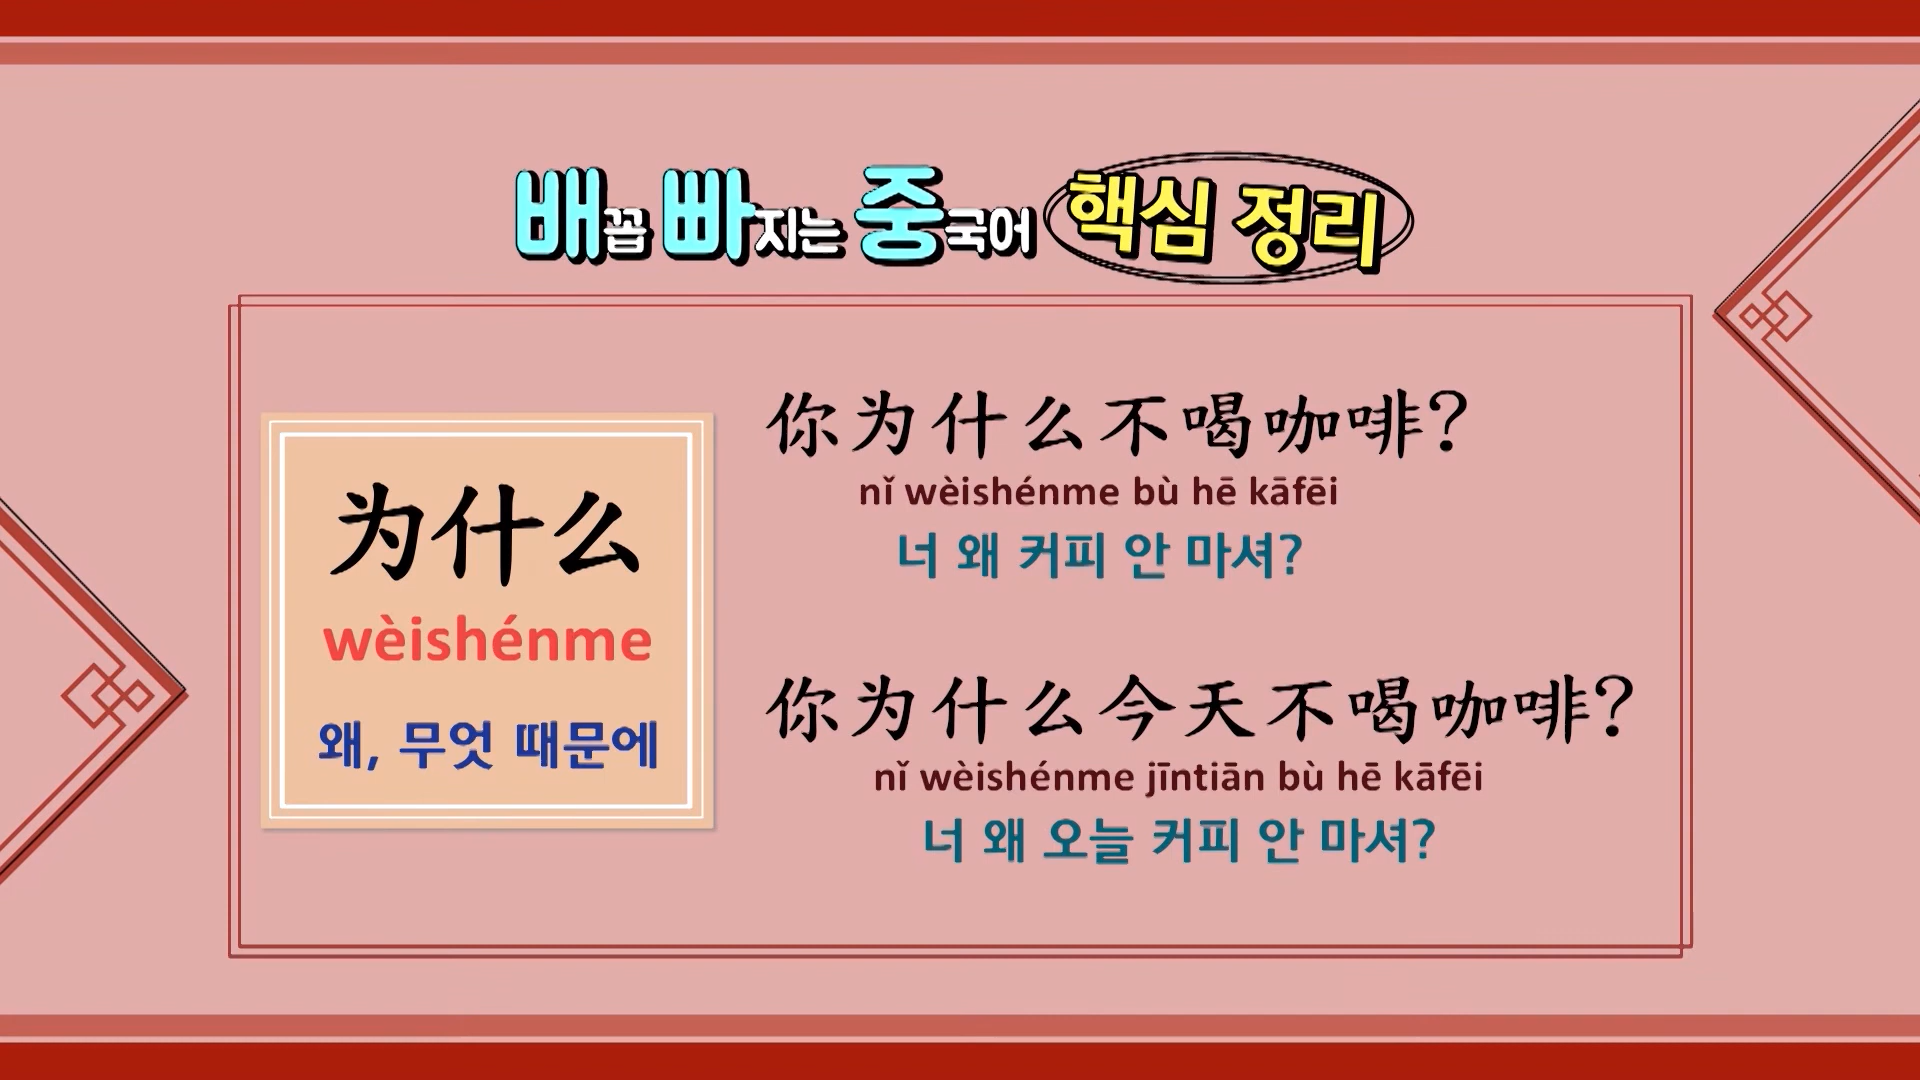 배꼽 빠지는 중국어 핵심 정리
为什么
wèishénme
왜, 무엇 때문에
你为什么不喝咖啡?
nǐ wèishénme bù hē kāfēi
너 왜 커피 안 마셔?
你为什么今天不喝咖啡?
nǐ wèishénme jīntiān bù hē kāfēi
너 왜 오늘 커피 안 마셔?